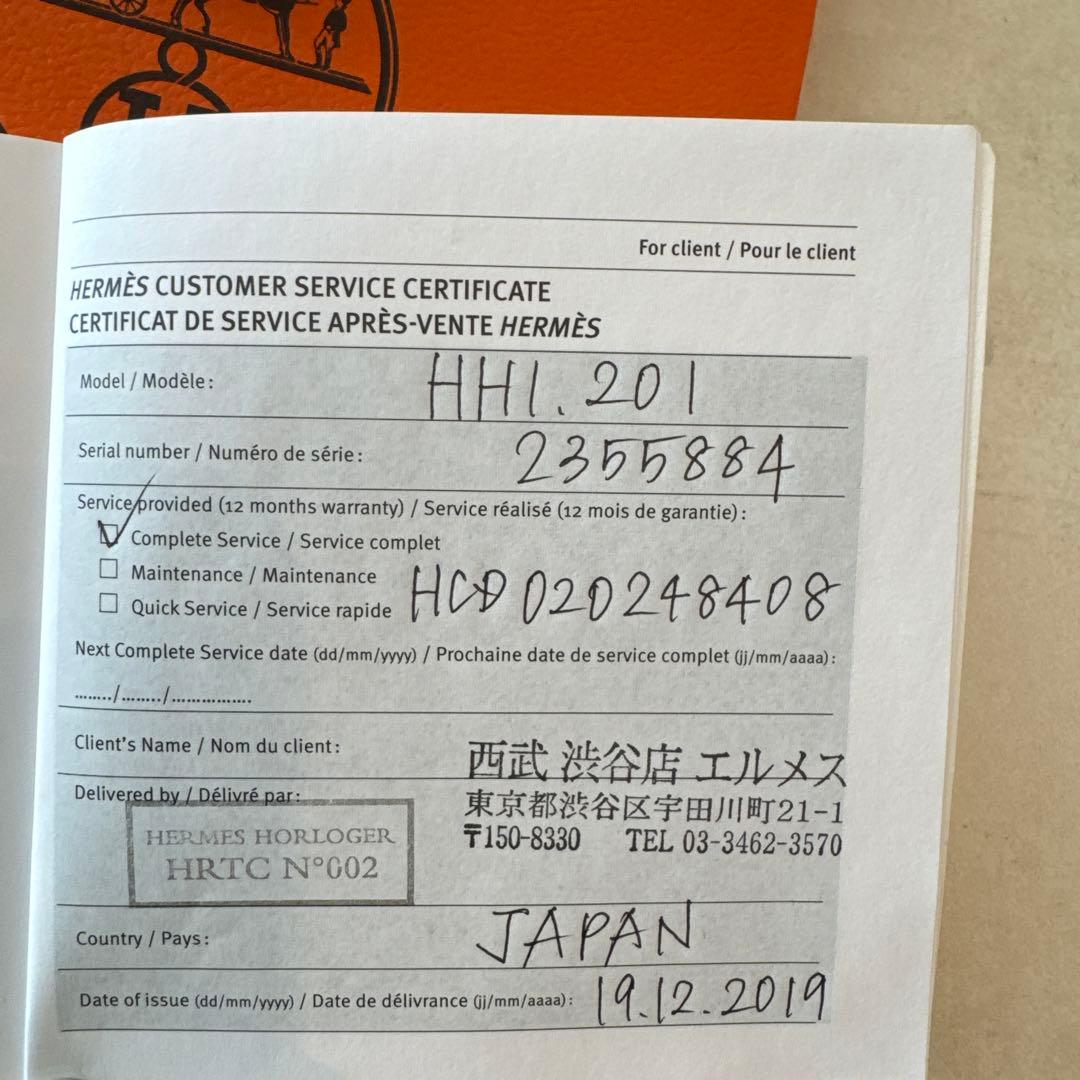 For client / Pour le client
HERMÈS CUSTOMER SERVICE CERTIFICATE
CERTIFICAT DE SERVICE APRÈS-VENTE HERMÈS
Model / Modèle : HH1.201
Serial number / Numéro de série : 2355884
Service provided (12 months warranty) / Service réalisé (12 mois de garantie) :
Complete Service / Service complet
Maintenance / Maintenance
Quick Service / Service rapide HCD020248408
Next Complete Service date (dd/mm/yyyy) / Prochaine date de service complet (jj/mm/aaaa) :
......../......../...............
Client's Name / Nom du client : 西武 渋谷店 エルメス
Delivered by / Délivré par : 東京都渋谷区宇田川町21-1
〒150-8330 TEL 03-3462-3570
HERMES HORLOGER
HRTC N°002
Country / Pays : JAPAN
Date of issue (dd/mm/yyyy) / Date de délivrance (jj/mm/aaaa) : 19.12.2019